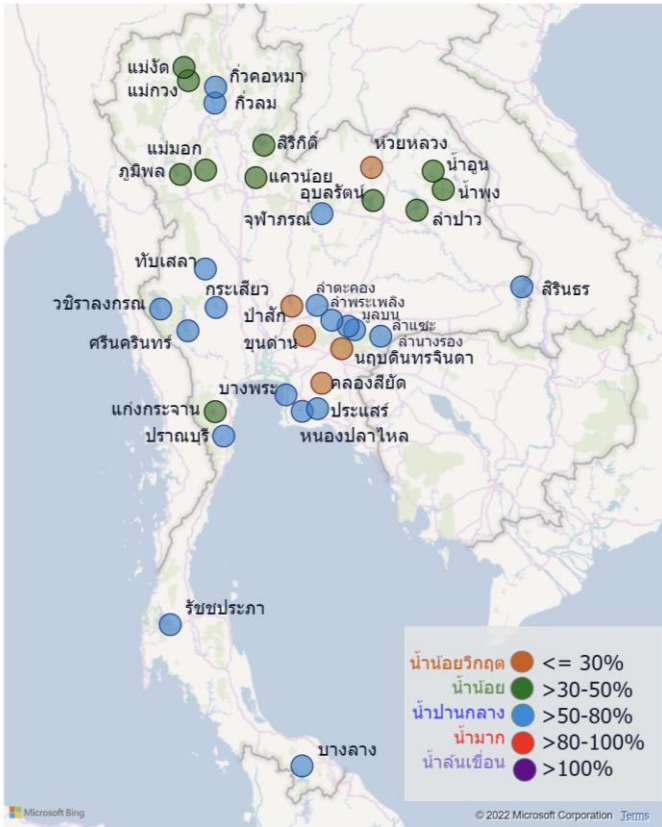 แม่งัด
แม่กวง
กิ่วคอหมา
กิ่วลม
สิริกิติ์
ห้วยหลวง
แม่มอก
ภูมิพล
แควน้อย
น้ำอูน
อุบลรัตน์
น้ำพุง
จุฬาภรณ์
ลำปาว
ทับเสลา
วชิราลงกรณ
กระเสียว
ศรีนครินทร์
ป่าสัก
ลำตะคอง
ลำพระเพลิง
มูลบน
ลำแชะ
ลำนางรอง
สิรินธร
ขุนด่าน
นฤบดินทรจินดา
คลองสียัด
บางพระ
แก่งกระจาน
ประแสร์
ปราณบุรี
หนองปลาไหล
รัชชประภา
บางลาง
น้ำน้อยวิกฤต <= 30%
น้ำน้อย >30-50%
น้ำปานกลาง >50-80%
น้ำมาก >80-100%
น้ำล้นเขื่อน >100%
Microsoft Bing
© 2022 Microsoft Corporation Terms